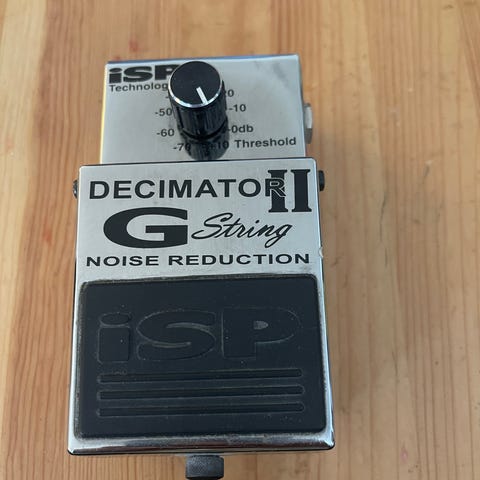 iSP
Technolog
20
-50 -10
-60 -0db
-70 10 Threshold
DECIMATOR II
G String
NOISE REDUCTION
iSP